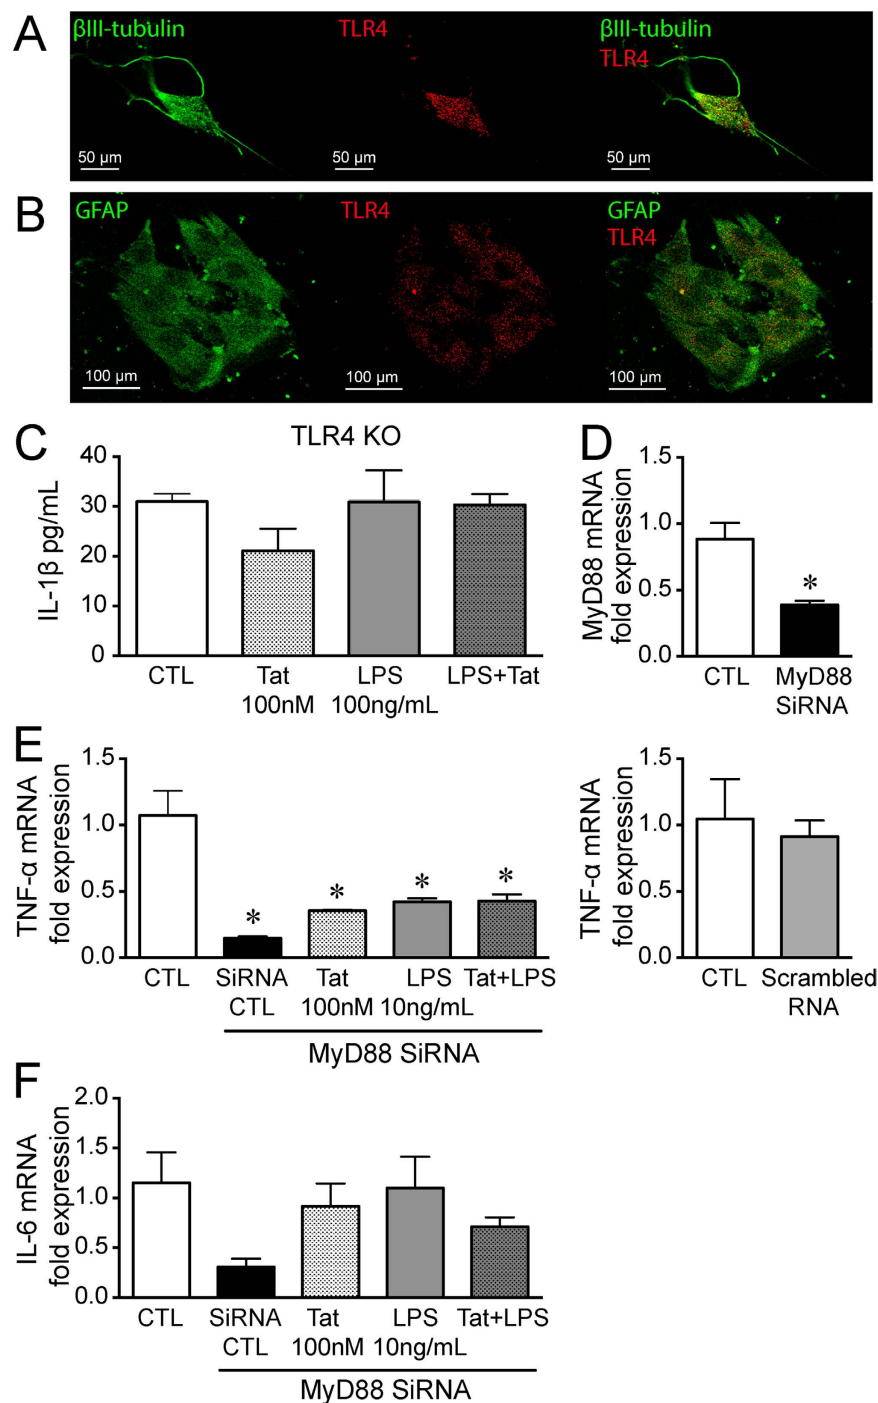 A
βIII-tubulin
TLR4
βIII-tubulin
TLR4
50 μm
50 μm
50 μm
B
GFAP
TLR4
GFAP
TLR4
100 μm
100 μm
100 μm
C
TLR4 KO
IL-1β pg/mL
40
30
20
10
0
CTL
Tat
100nM
LPS
100ng/mL
LPS+Tat
D
MyD88 mRNA
fold expression
1.5
1.0
0.5
0.0
*
CTL
MyD88
SiRNA
E
TNF-α mRNA
fold expression
1.5
1.0
0.5
0.0
*
*
*
*
CTL
SiRNA
CTL
Tat
100nM
LPS
10ng/mL
Tat+LPS
MyD88 SiRNA
TNF-α mRNA
fold expression
1.5
1.0
0.5
0.0
CTL
Scrambled
RNA
F
IL-6 mRNA
fold expression
2.0
1.5
1.0
0.5
0.0
CTL
SiRNA
CTL
Tat
100nM
LPS
10ng/mL
Tat+LPS
MyD88 SiRNA